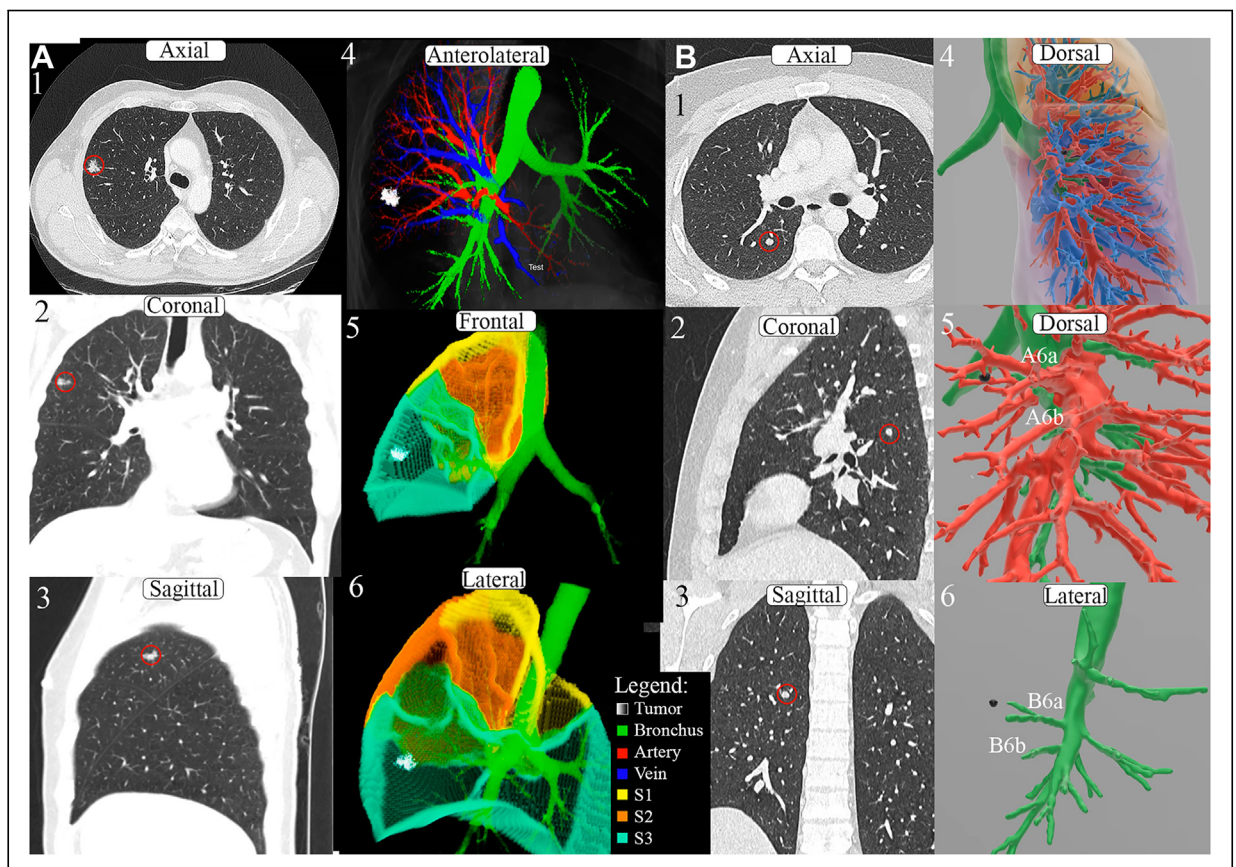 A
1
Axial
4
Anterolateral
Test
2
Coronal
5
Frontal
3
Sagittal
6
Lateral
Legend:
Tumor
Bronchus
Artery
Vein
S1
S2
S3
B
1
Axial
4
Dorsal
2
Coronal
5
Dorsal
A6a
A6b
3
Sagittal
6
Lateral
B6a
B6b